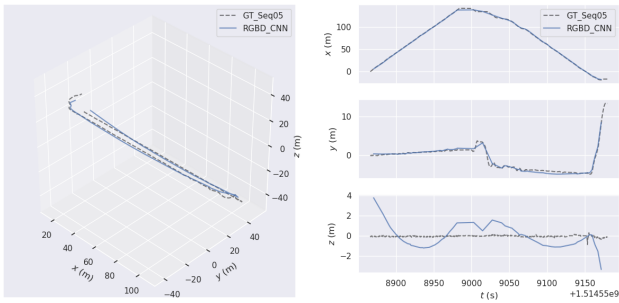 GT_Seq05
RGBD_CNN
40
20
0
−20
−40
z (m)
20
40
60
80
100
x (m)
−40
−20
0
20
40
y (m)
GT_Seq05
RGBD_CNN
100
50
0
x (m)
10
0
y (m)
4
2
0
−2
z (m)
8900
8950
9000
9050
9100
9150
+1.51455e9
t (s)